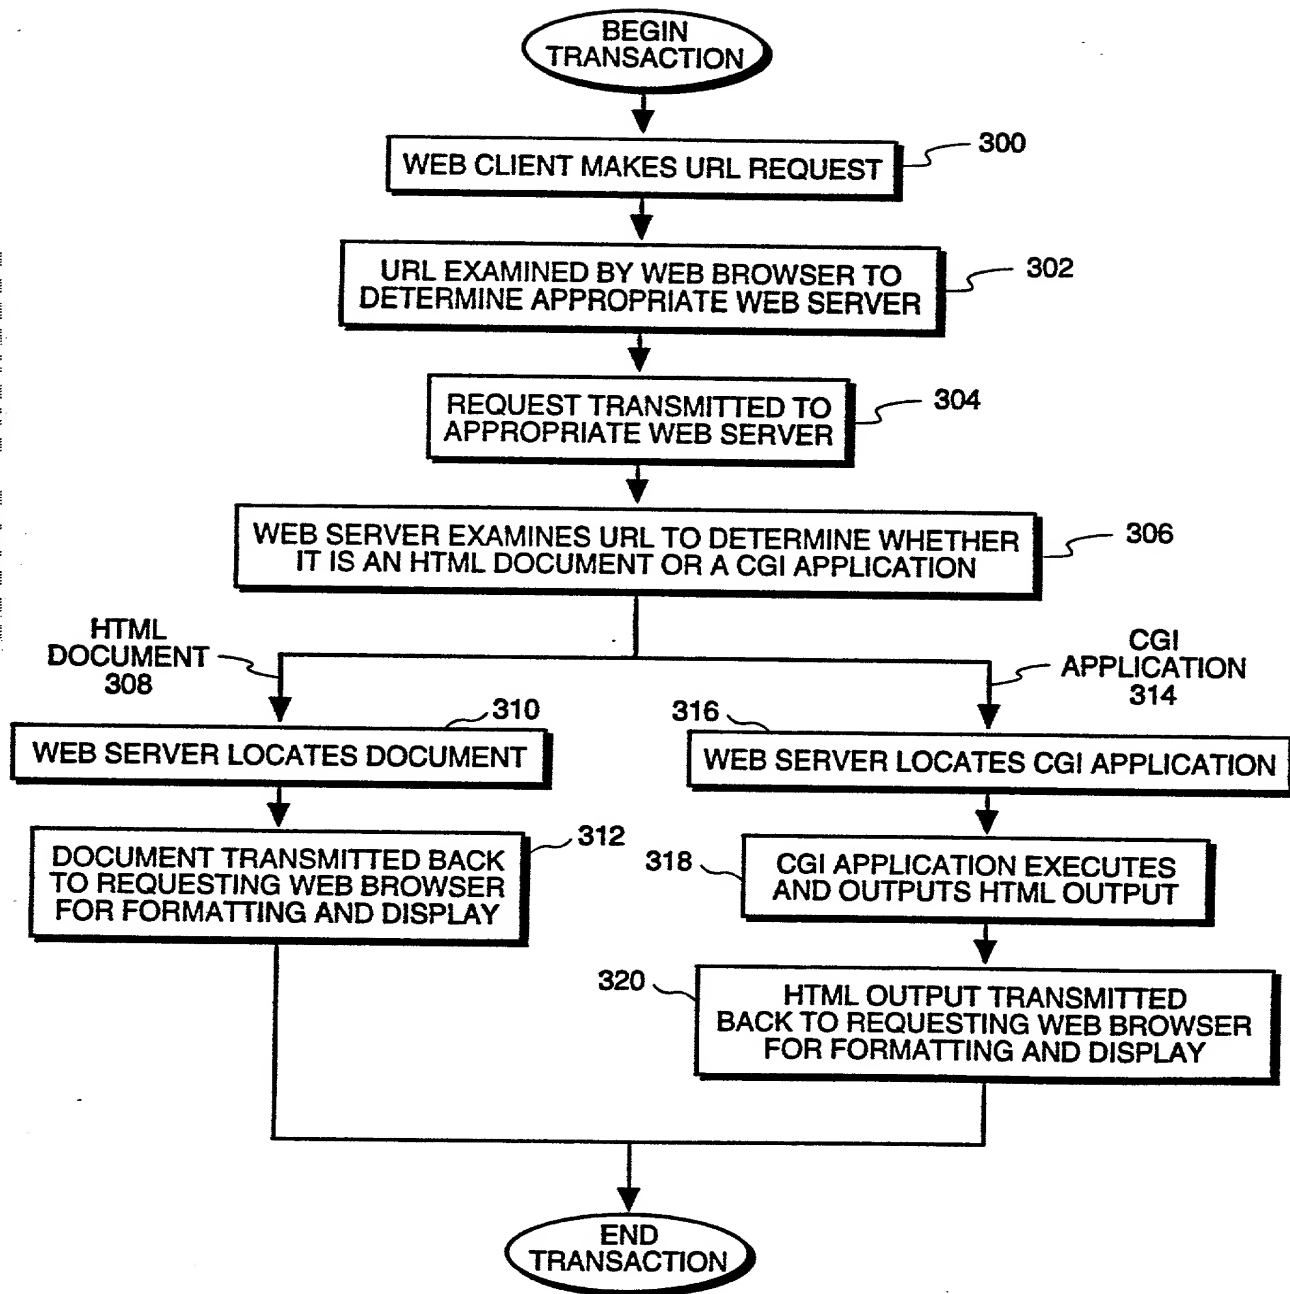 BEGIN
TRANSACTION
WEB CLIENT MAKES URL REQUEST
300
URL EXAMINED BY WEB BROWSER TO
DETERMINE APPROPRIATE WEB SERVER
302
REQUEST TRANSMITTED TO
APPROPRIATE WEB SERVER
304
WEB SERVER EXAMINES URL TO DETERMINE WHETHER
IT IS AN HTML DOCUMENT OR A CGI APPLICATION
306
HTML
DOCUMENT
308
CGI
APPLICATION
314
310
WEB SERVER LOCATES DOCUMENT
316
WEB SERVER LOCATES CGI APPLICATION
312
DOCUMENT TRANSMITTED BACK
TO REQUESTING WEB BROWSER
FOR FORMATTING AND DISPLAY
318
CGI APPLICATION EXECUTES
AND OUTPUTS HTML OUTPUT
320
HTML OUTPUT TRANSMITTED
BACK TO REQUESTING WEB BROWSER
FOR FORMATTING AND DISPLAY
END
TRANSACTION